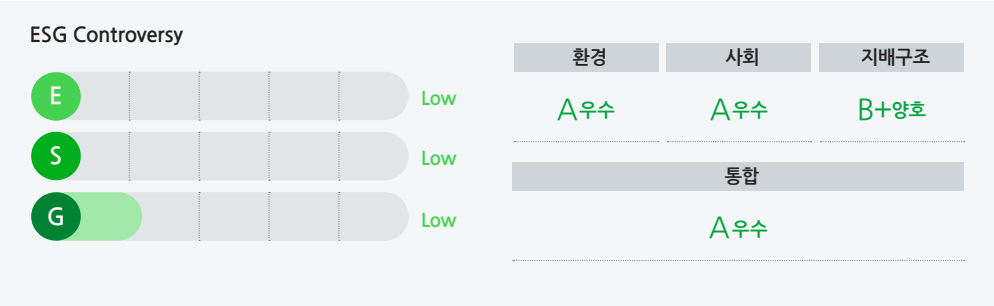 ESG Controversy
E
Low
S
Low
G
Low
환경 사회 지배구조
A우수 A우수 B+양호
통합
A우수